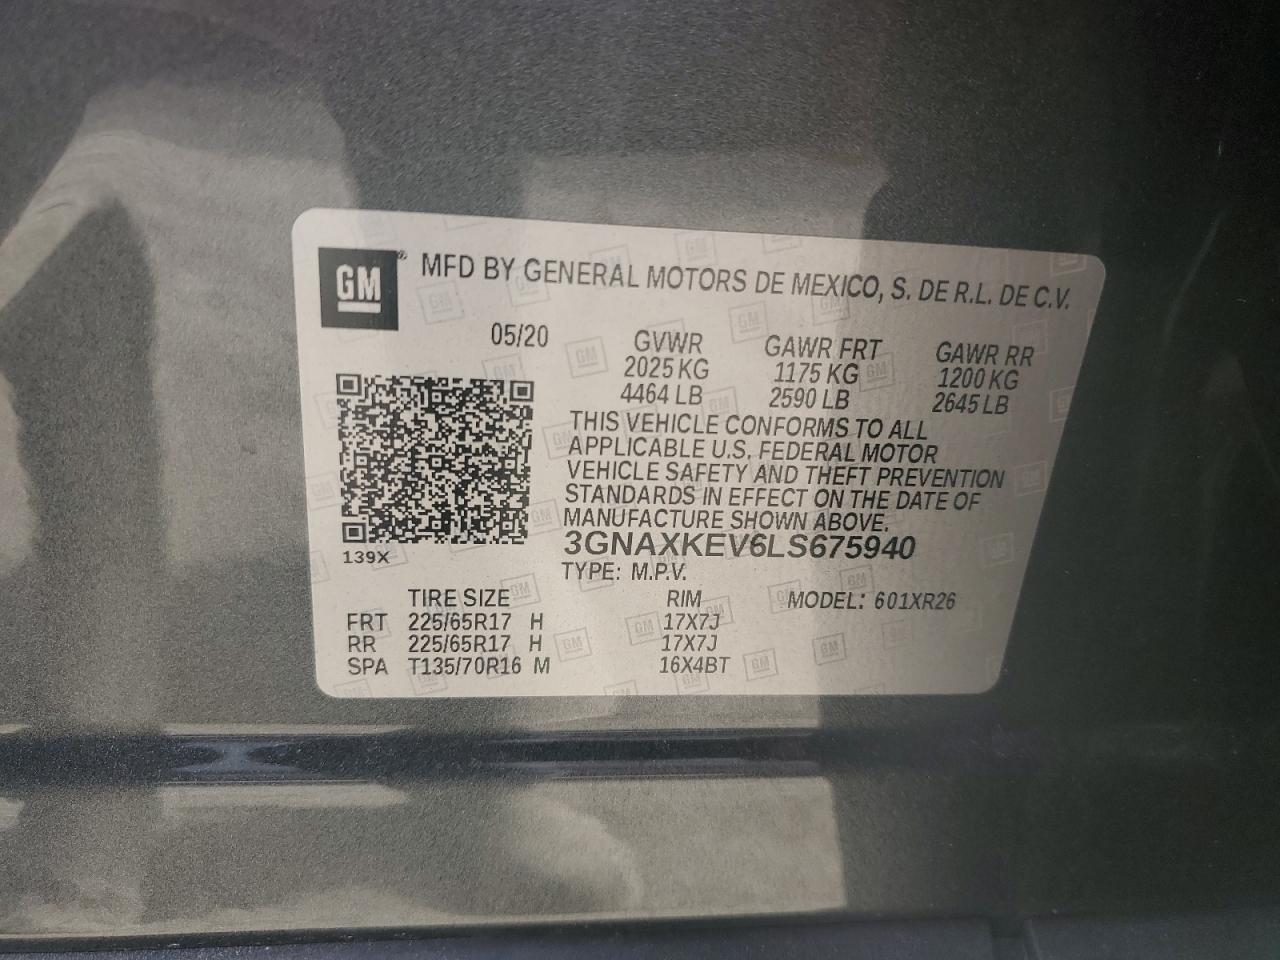 GM ® MFD BY GENERAL MOTORS DE MEXICO, S. DE R.L. DE C.V.
05/20 GVWR GAWR FRT GAWR RR
2025 KG 1175 KG 1200 KG
4464 LB 2590 LB 2645 LB
THIS VEHICLE CONFORMS TO ALL
APPLICABLE U.S. FEDERAL MOTOR
VEHICLE SAFETY AND THEFT PREVENTION
STANDARDS IN EFFECT ON THE DATE OF
MANUFACTURE SHOWN ABOVE.
3GNAXKEV6LS675940
139X
TYPE: M.P.V.
TIRE SIZE RIM MODEL: 601XR26
FRT 225/65R17 H 17X7J
RR 225/65R17 H 17X7J
SPA T135/70R16 M 16X4BT